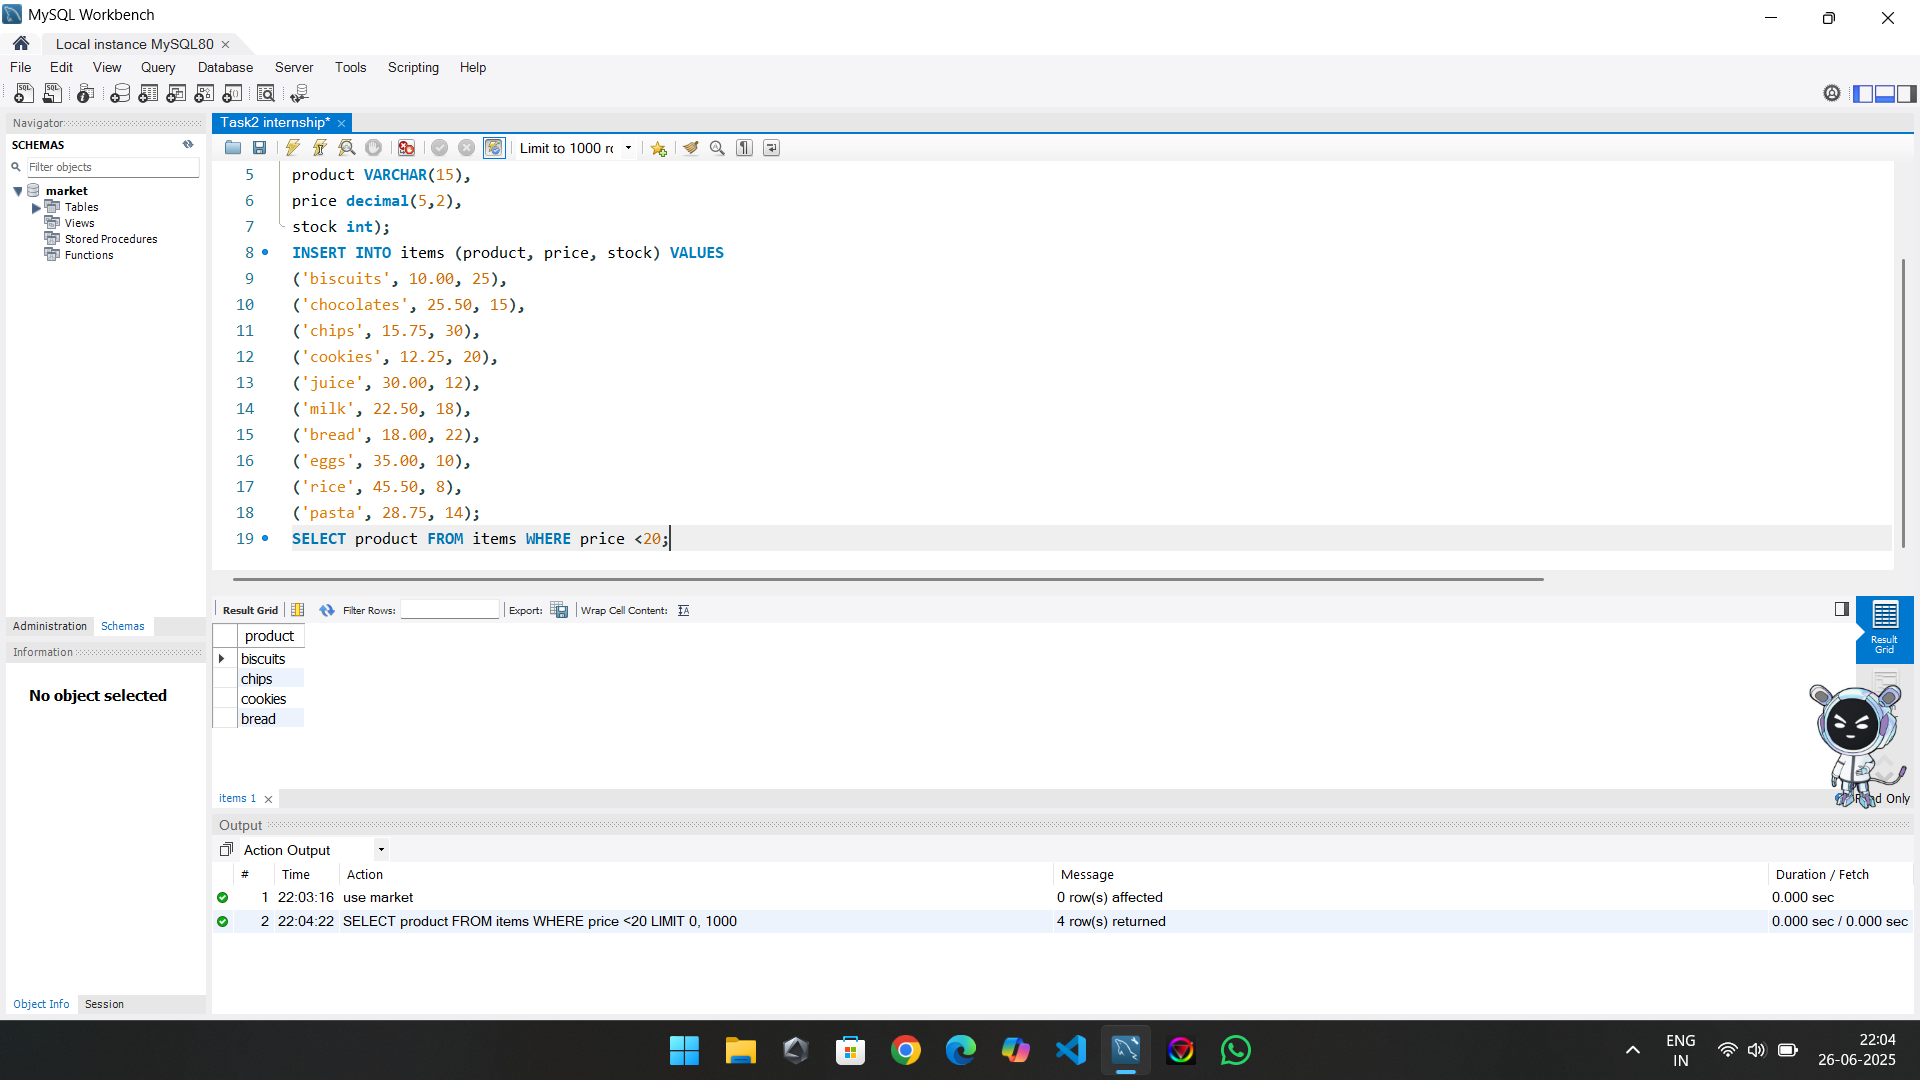 MySQL Workbench
Local instance MySQL80
File Edit View Query Database Server Tools Scripting Help
Navigator
SCHEMAS
Filter objects
market
Tables
Views
Stored Procedures
Functions
Administration Schemas
Information
No object selected
Object Info Session
Task2 internship*
Limit to 1000 rc
5 product VARCHAR(15),
6 price decimal(5,2),
7 stock int);
8 INSERT INTO items (product, price, stock) VALUES
9 ('biscuits', 10.00, 25),
10 ('chocolates', 25.50, 15),
11 ('chips', 15.75, 30),
12 ('cookies', 12.25, 20),
13 ('juice', 30.00, 12),
14 ('milk', 22.50, 18),
15 ('bread', 18.00, 22),
16 ('eggs', 35.00, 10),
17 ('rice', 45.50, 8),
18 ('pasta', 28.75, 14);
19 SELECT product FROM items WHERE price <20;
Result Grid Filter Rows: Export: Wrap Cell Content:
product
biscuits
chips
cookies
bread
Result
Grid
items 1
Only
Output
Action Output
# Time Action Message Duration / Fetch
1 22:03:16 use market 0 row(s) affected 0.000 sec
2 22:04:22 SELECT product FROM items WHERE price <20 LIMIT 0, 1000 4 row(s) returned 0.000 sec / 0.000 sec
ENG
IN
22:04
26-06-2025